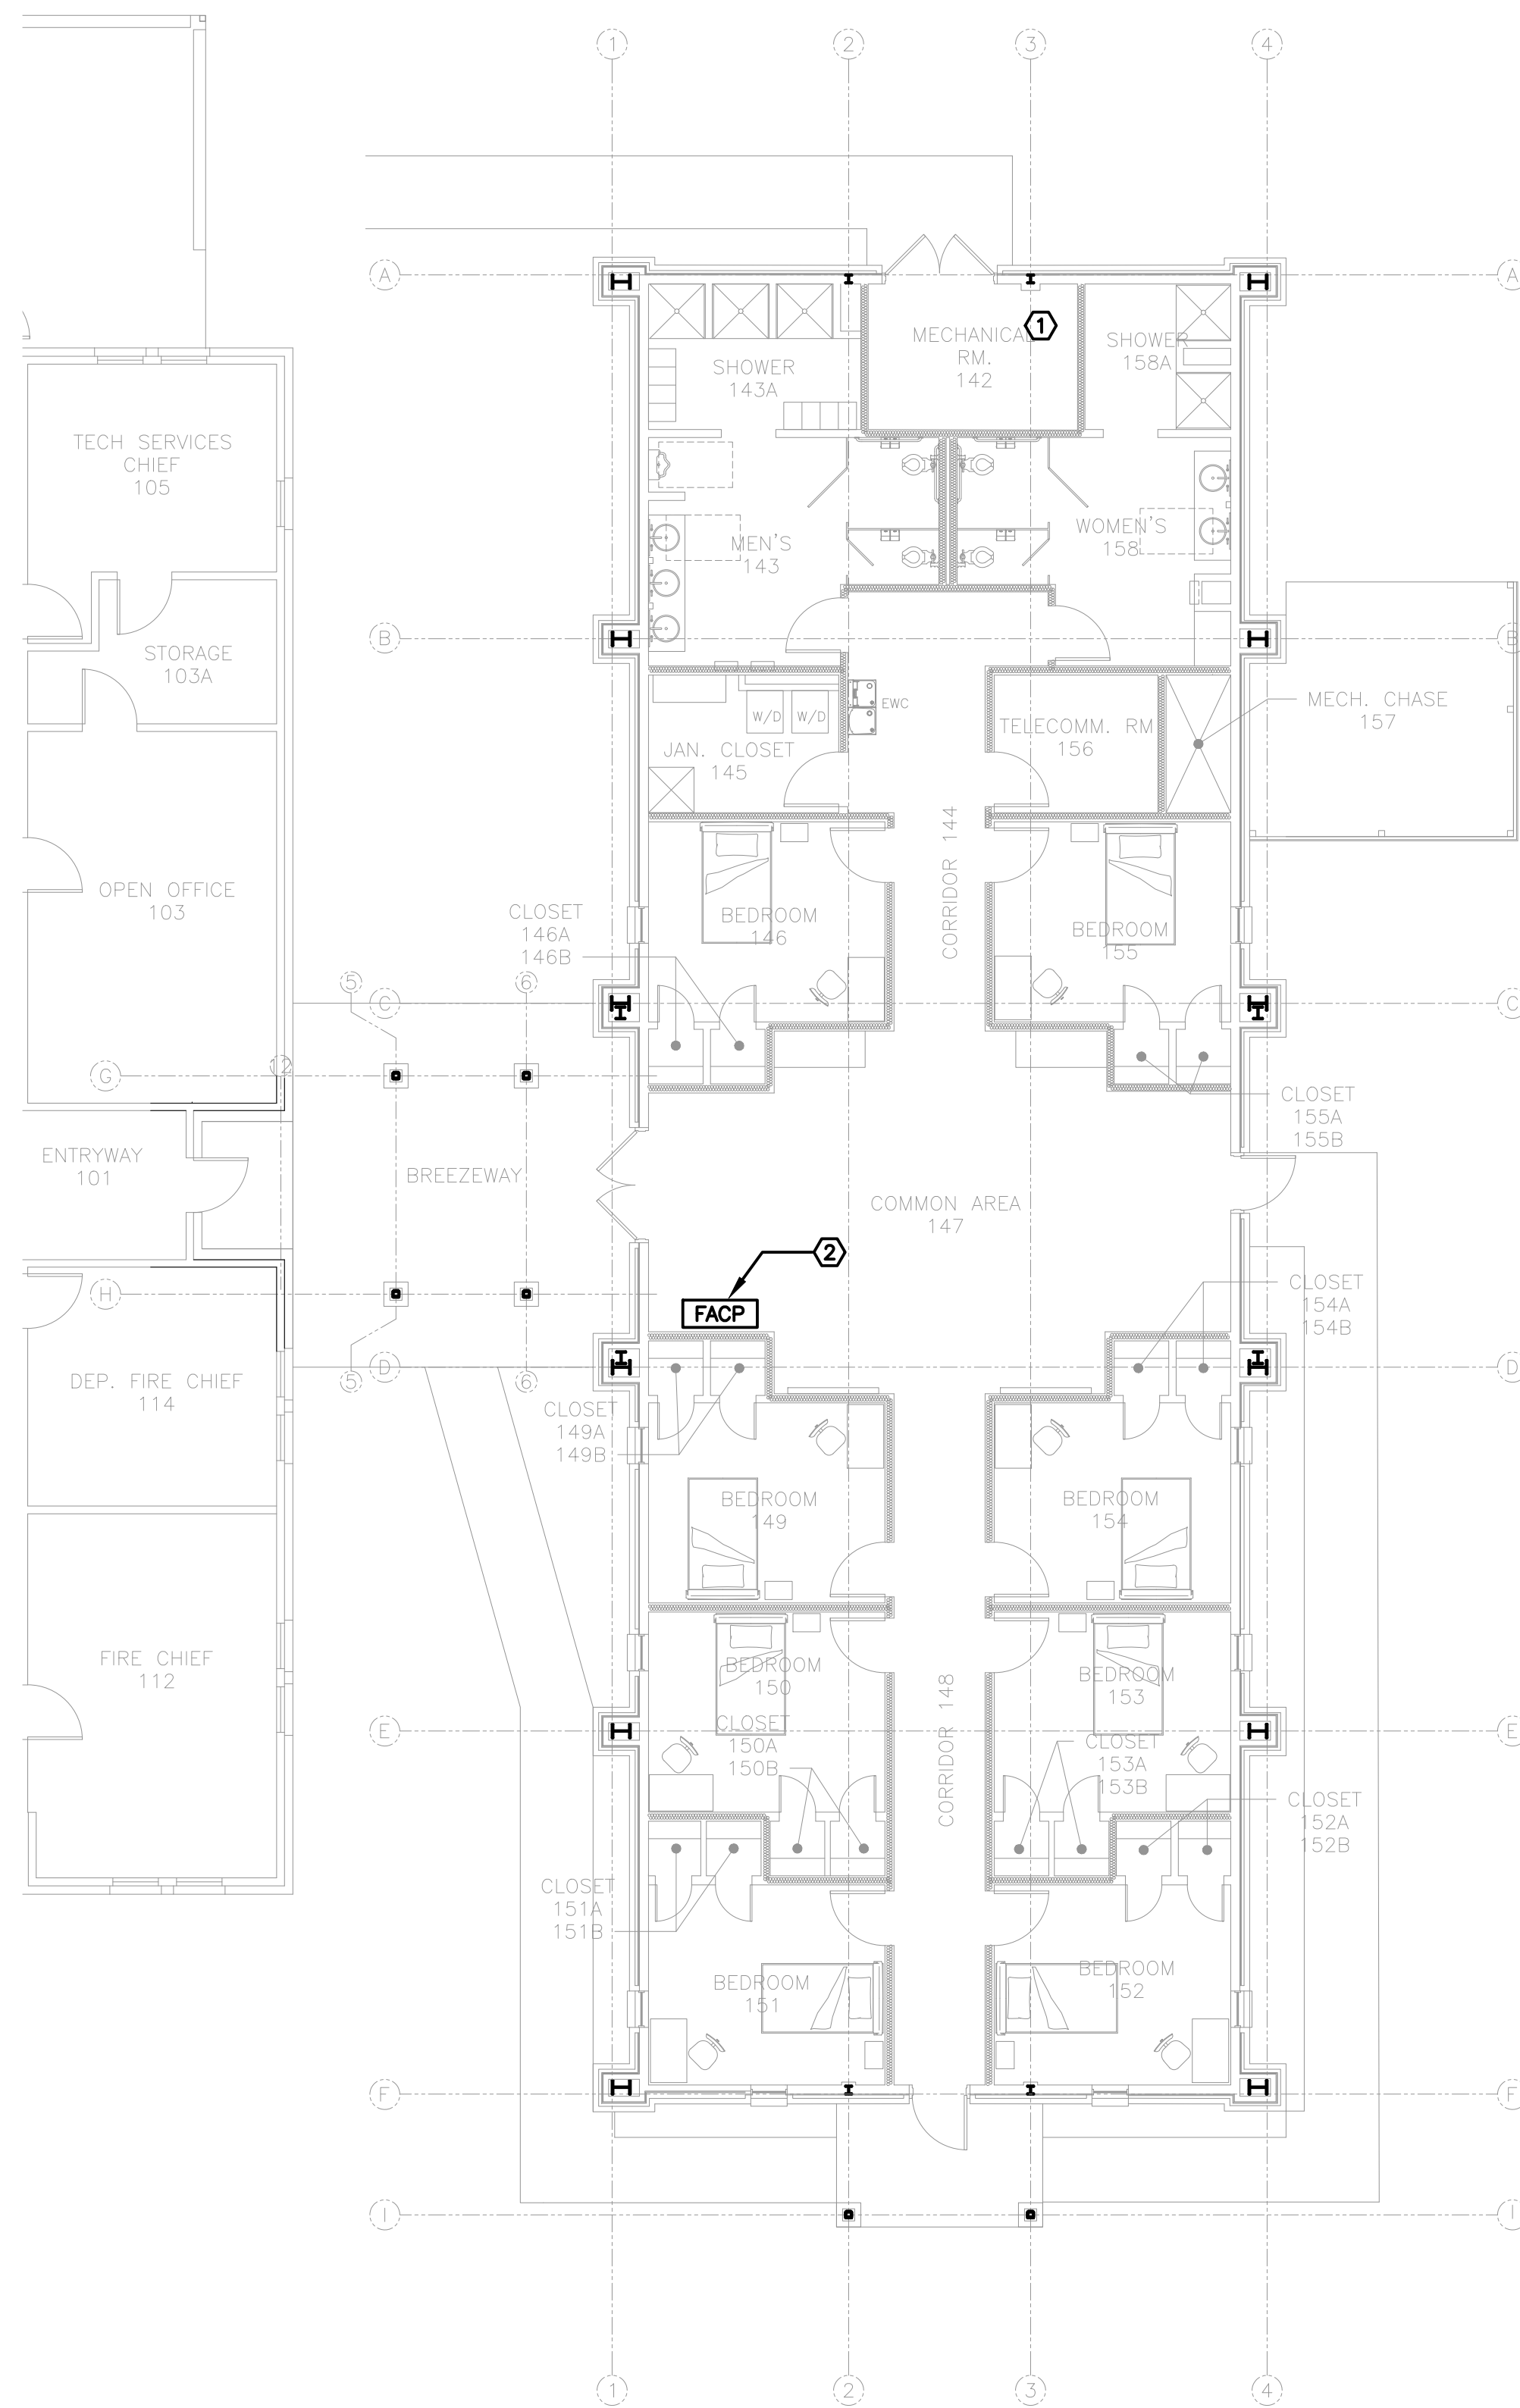 1
2
3
4
A
A
MECHANICAL
RM.
142
1
SHOWER
158A
SHOWER
143A
TECH SERVICES
CHIEF
105
MEN'S
143
WOMEN'S
158
B
B
STORAGE
103A
W/D
W/D
EWC
JAN. CLOSET
145
TELECOMM. RM
156
MECH. CHASE
157
CORRIDOR 144
OPEN OFFICE
103
CLOSET
146A
146B
BEDROOM
146
BEDROOM
155
5
6
C
C
G
12
CLOSET
155A
155B
ENTRYWAY
101
BREEZEWAY
COMMON AREA
147
2
H
FACP
CLOSET
154A
154B
5
6
D
D
DEP. FIRE CHIEF
114
CLOSET
149A
149B
BEDROOM
149
BEDROOM
154
FIRE CHIEF
112
BEDROOM
150
BEDROOM
153
CORRIDOR 148
E
E
CLOSET
150A
150B
CLOSET
153A
153B
CLOSET
152A
152B
CLOSET
151A
151B
BEDROOM
151
BEDROOM
152
F
F
I
I
1
2
3
4